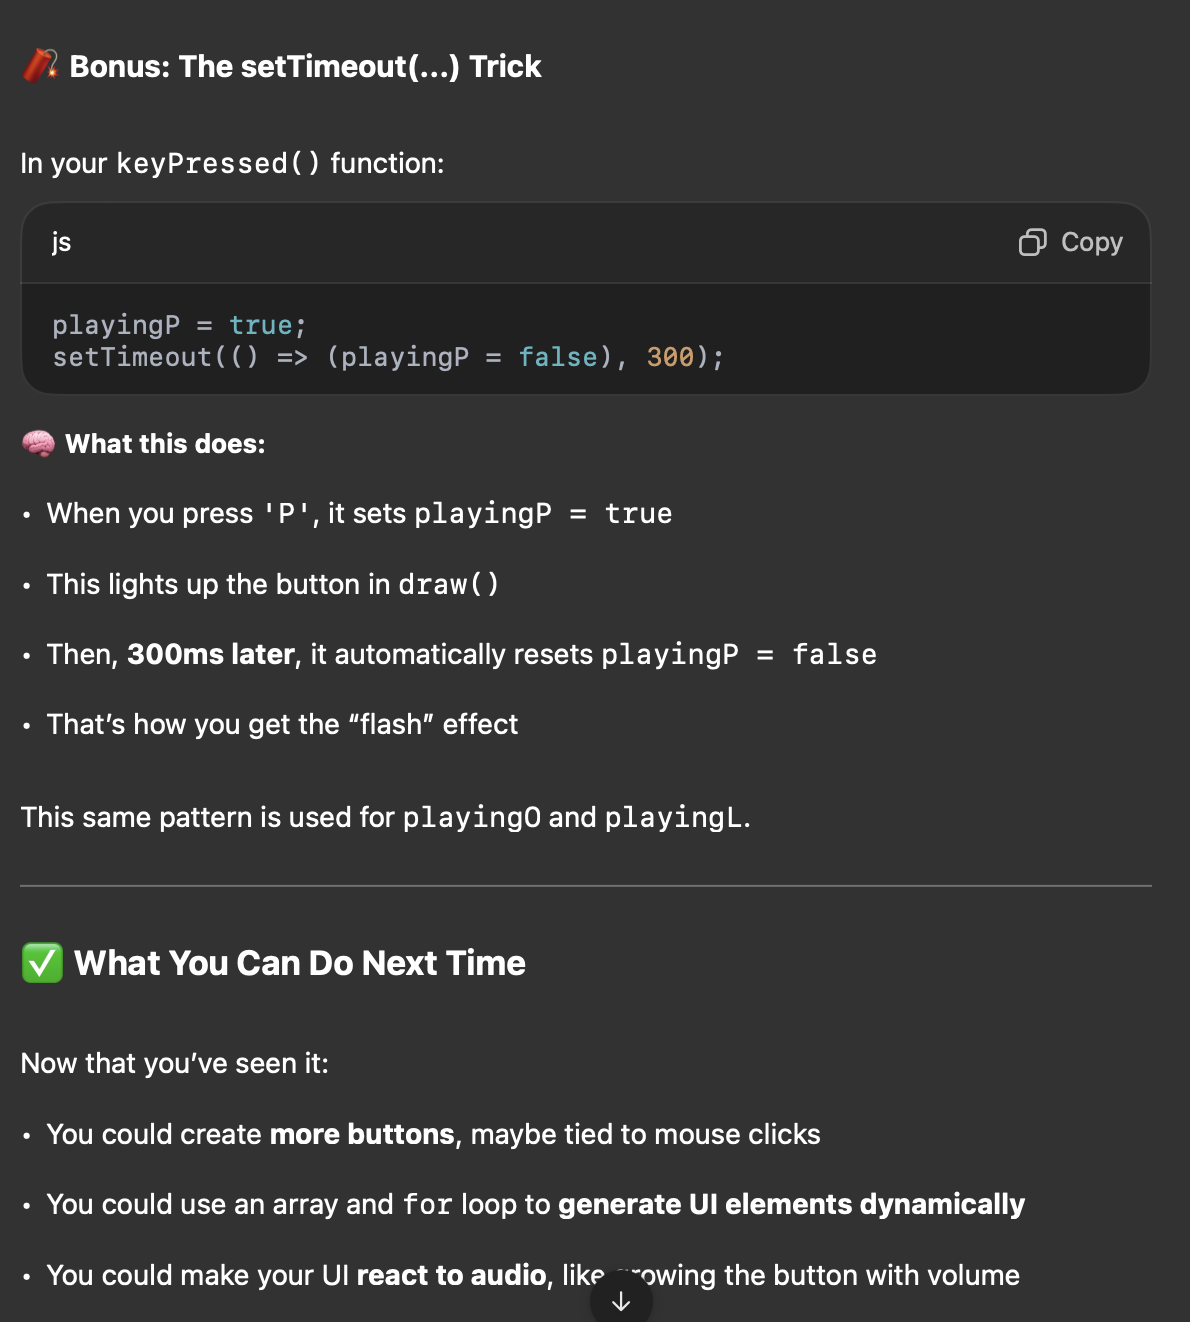 🧨 Bonus: The setTimeout(...) Trick
In your keyPressed() function:
js
Copy
playingP = true;
setTimeout(() => (playingP = false), 300);
🧠 What this does:
• When you press 'P', it sets playingP = true
• This lights up the button in draw()
• Then, 300ms later, it automatically resets playingP = false
• That’s how you get the “flash” effect
This same pattern is used for playingO and playingL.
✅ What You Can Do Next Time
Now that you’ve seen it:
• You could create more buttons, maybe tied to mouse clicks
• You could use an array and for loop to generate UI elements dynamically
• You could make your UI react to audio, like growing the button with volume